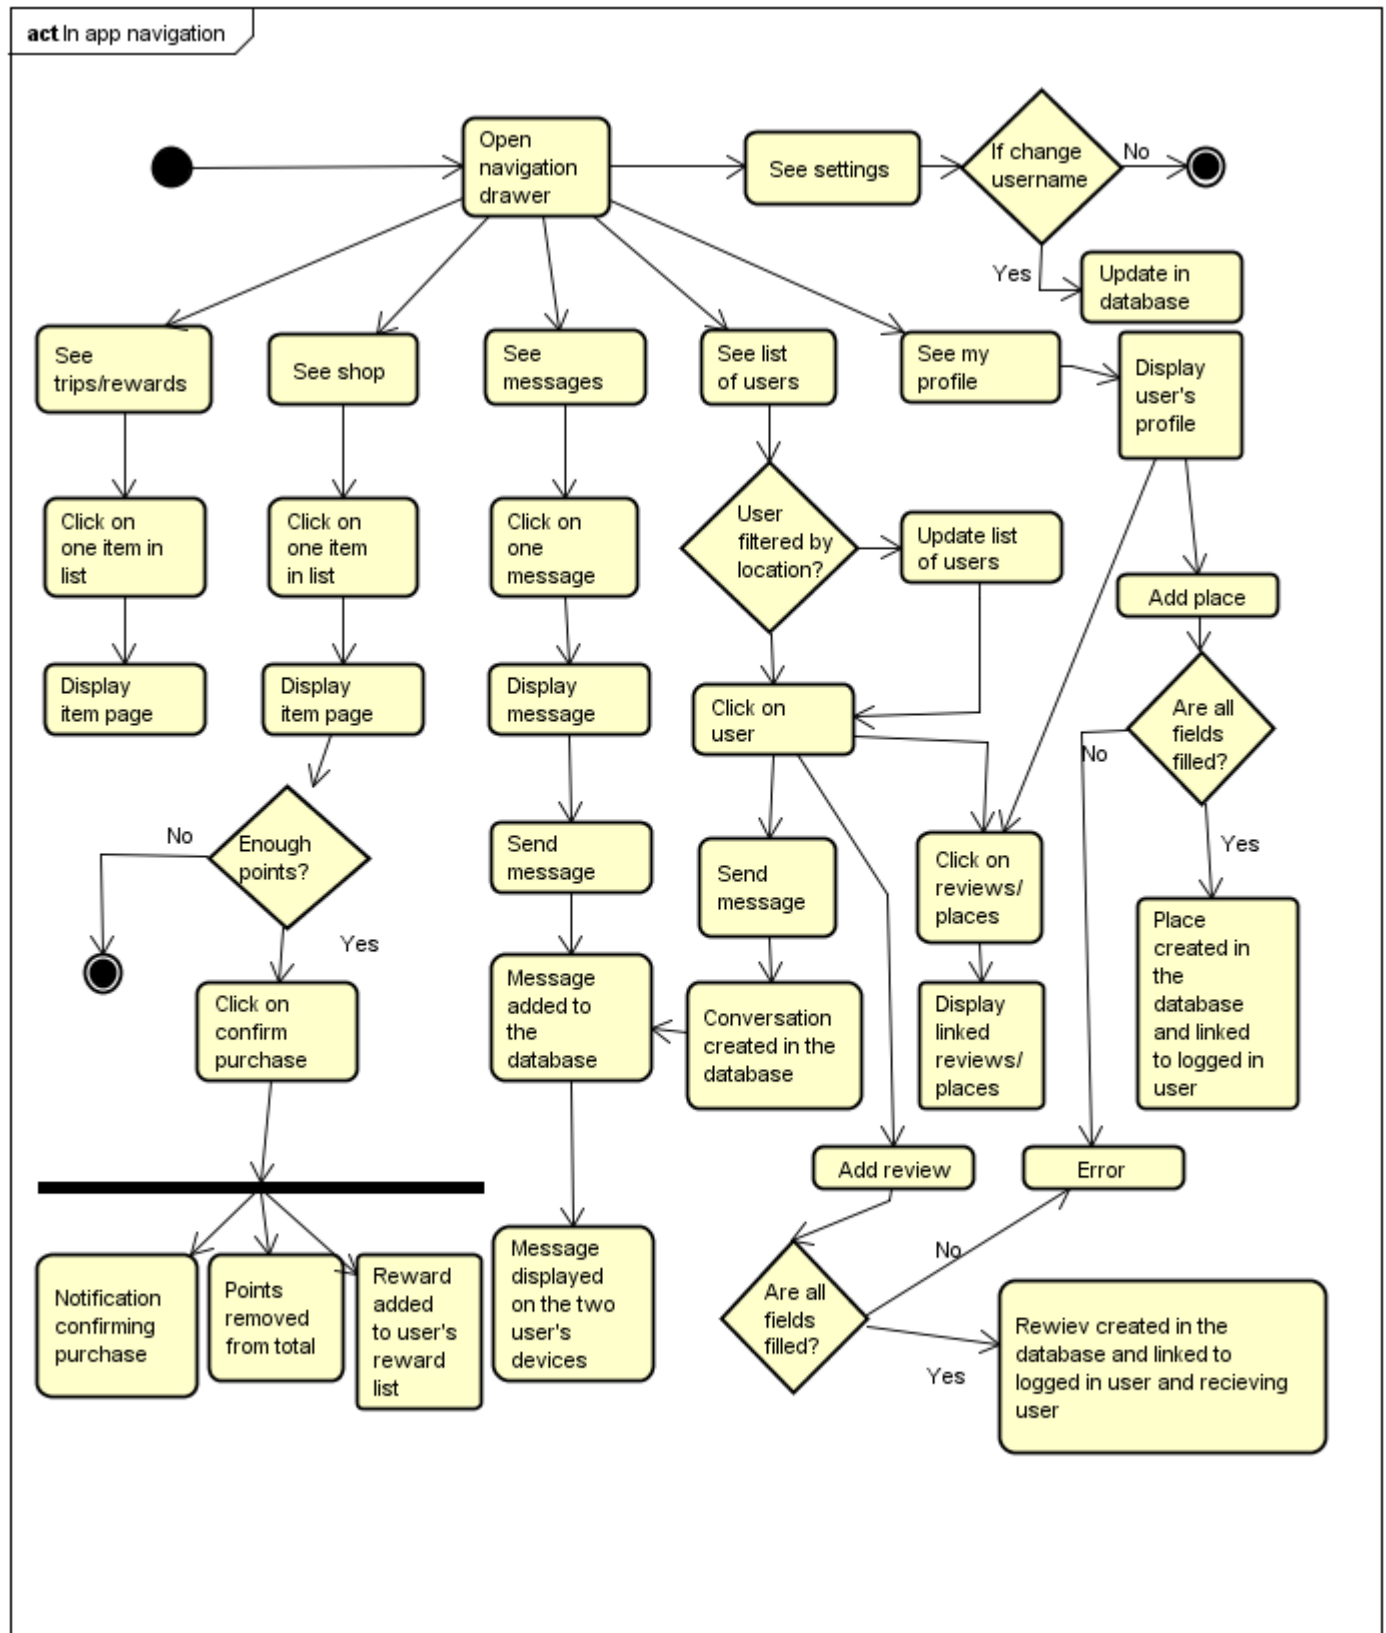 act In app navigation
Open
navigation
drawer
See settings
If change
username
No
Yes
Update in
database
See
trips/rewards
See shop
See
messages
See list
of users
See my
profile
Display
user's
profile
Click on
one item in
list
Click on
one item
in list
Click on
one
message
User
filtered by
location?
Update list
of users
Add place
Display
item page
Display
item page
Display
message
Click on
user
Are all
fields
filled?
No
Yes
Enough
points?
No
Yes
Send
message
Send
message
Click on
reviews/
places
Place
created in
the
database
and linked
to logged in
user
Click on
confirm
purchase
Message
added to
the
database
Conversation
created in the
database
Display
linked
reviews/
places
Add review
Error
Notification
confirming
purchase
Points
removed
from total
Reward
added
to user's
reward
list
Message
displayed
on the two
user's
devices
Are all
fields
filled?
No
Yes
Rewiev created in the
database and linked to
logged in user and recieving
user